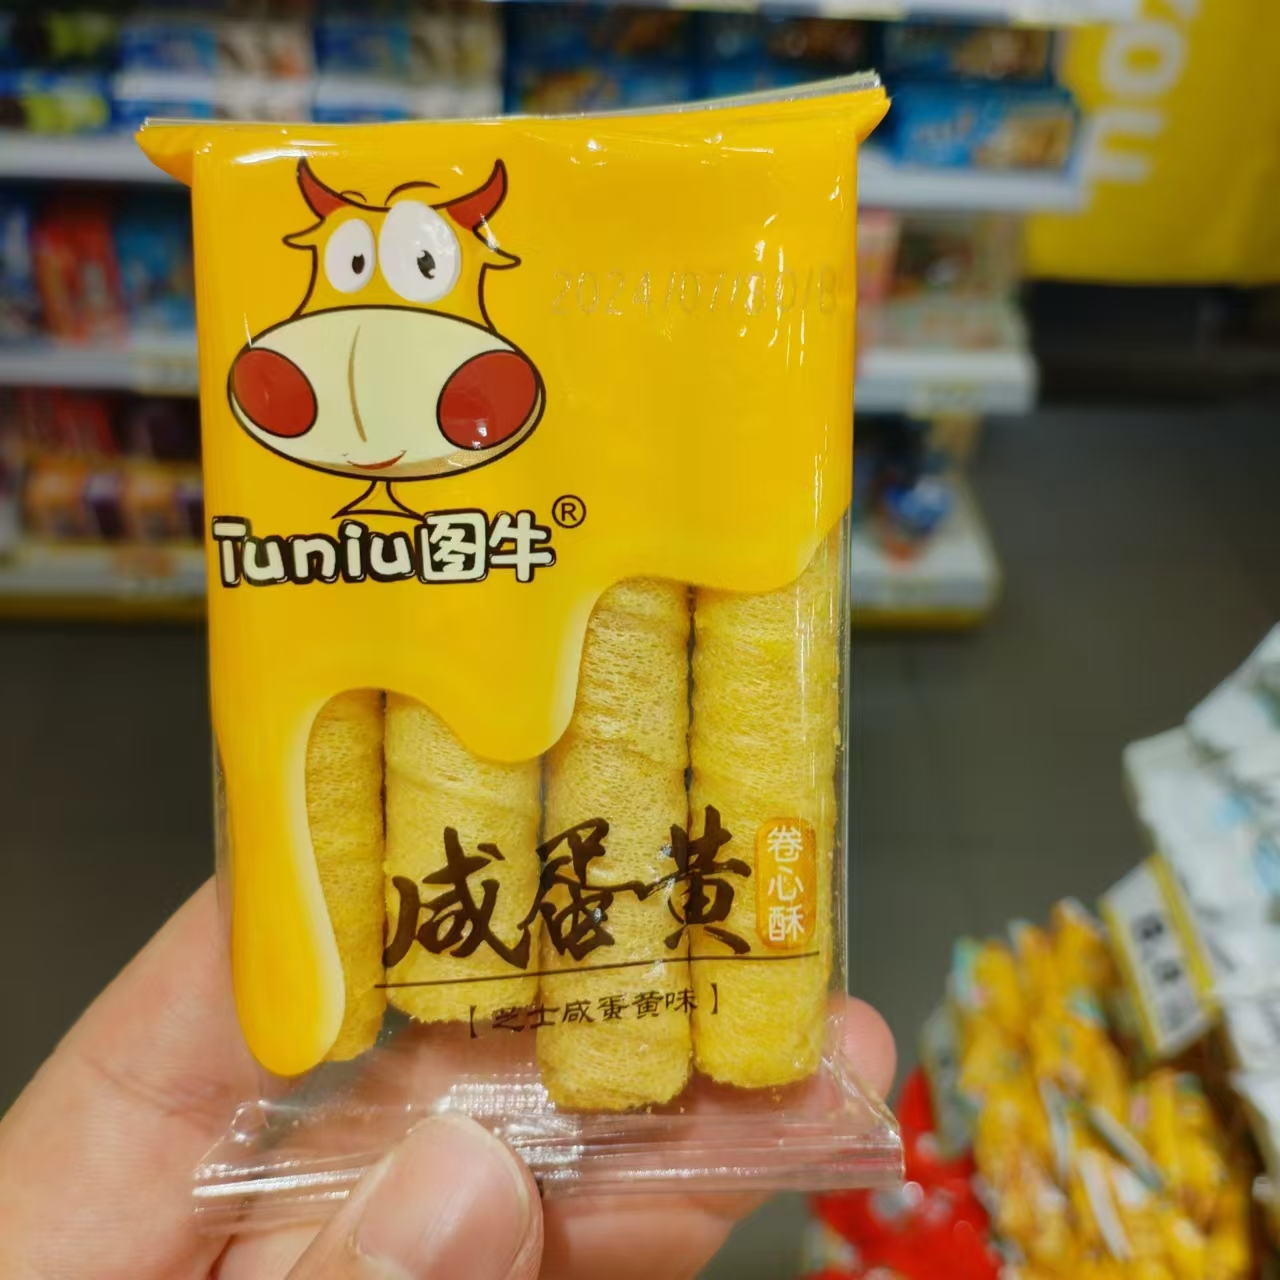 2024/07/30/B
Tuniu图牛®
咸蛋黄
卷心酥
【芝士咸蛋黄味】